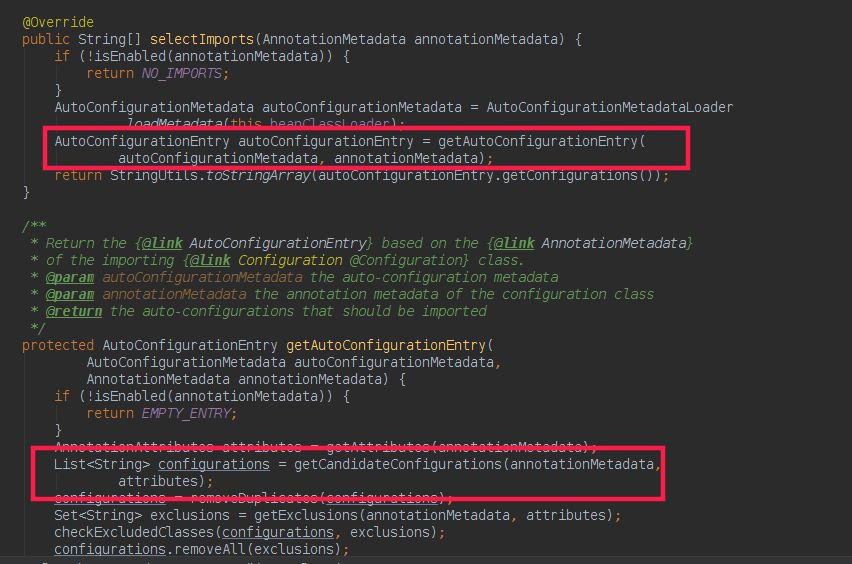 @Override
public String[] selectImports(AnnotationMetadata annotationMetadata) {
if (!isEnabled(annotationMetadata)) {
return NO_IMPORTS;
}
AutoConfigurationMetadata autoConfigurationMetadata = AutoConfigurationMetadataLoader
.loadMetadata(this.beanClassLoader);
AutoConfigurationEntry autoConfigurationEntry = getAutoConfigurationEntry(
autoConfigurationMetadata, annotationMetadata);
return StringUtils.toStringArray(autoConfigurationEntry.getConfigurations());
}
/**
* Return the {@link AutoConfigurationEntry} based on the {@link AnnotationMetadata}
* of the importing {@link Configuration @Configuration} class.
* @param autoConfigurationMetadata the auto-configuration metadata
* @param annotationMetadata the annotation metadata of the configuration class
* @return the auto-configurations that should be imported
*/
protected AutoConfigurationEntry getAutoConfigurationEntry(
AutoConfigurationMetadata autoConfigurationMetadata,
AnnotationMetadata annotationMetadata) {
if (!isEnabled(annotationMetadata)) {
return EMPTY_ENTRY;
}
AnnotationAttributes attributes = getAttributes(annotationMetadata);
List<String> configurations = getCandidateConfigurations(annotationMetadata,
attributes);
configurations = removeDuplicates(configurations);
Set<String> exclusions = getExclusions(annotationMetadata, attributes);
checkExcludedClasses(configurations, exclusions);
configurations.removeAll(exclusions);